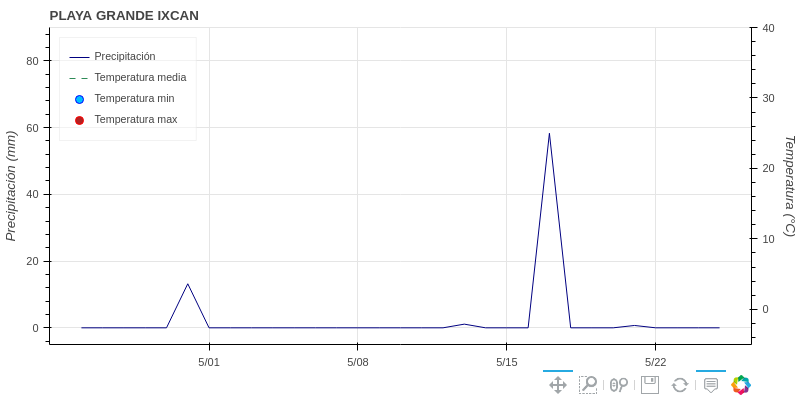 PLAYA GRANDE IXCAN
Precipitación
Temperatura media
Temperatura min
Temperatura max
Precipitación (mm)
80
60
40
20
0
Temperatura (°C)
40
30
20
10
0
5/01
5/08
5/15
5/22